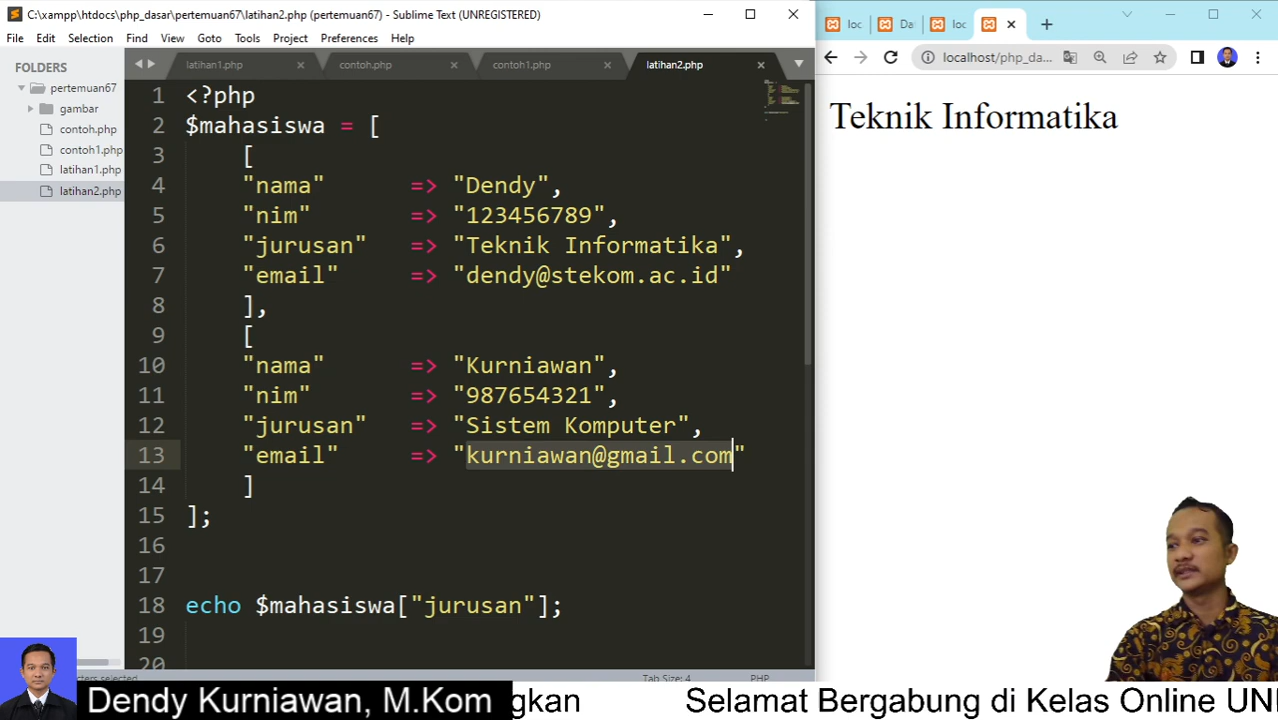 C:\xampp\htdocs\php_dasar\pertemuan67\latihan2.php (pertemuan67) - Sublime Text (UNREGISTERED)
File Edit Selection Find View Goto Tools Project Preferences Help
FOLDERS
pertemuan67
gambar
contoh.php
contoh1.php
latihan1.php
latihan2.php
latihan1.php contoh.php contoh1.php latihan2.php
1 <?php
2 $mahasiswa = [
3 [
4 "nama" => "Dendy",
5 "nim" => "123456789",
6 "jurusan" => "Teknik Informatika",
7 "email" => "dendy@stekom.ac.id"
8 ],
9 [
10 "nama" => "Kurniawan",
11 "nim" => "987654321",
12 "jurusan" => "Sistem Komputer",
13 "email" => "kurniawan@gmail.com"
14 ]
15 ];
16
17
18 echo $mahasiswa["jurusan"];
19
20
Tab Size: 4 PHP
loc Da loc
localhost/php_da...
Teknik Informatika
Dendy Kurniawan, M.Kom
Selamat Bergabung di Kelas Online UNI